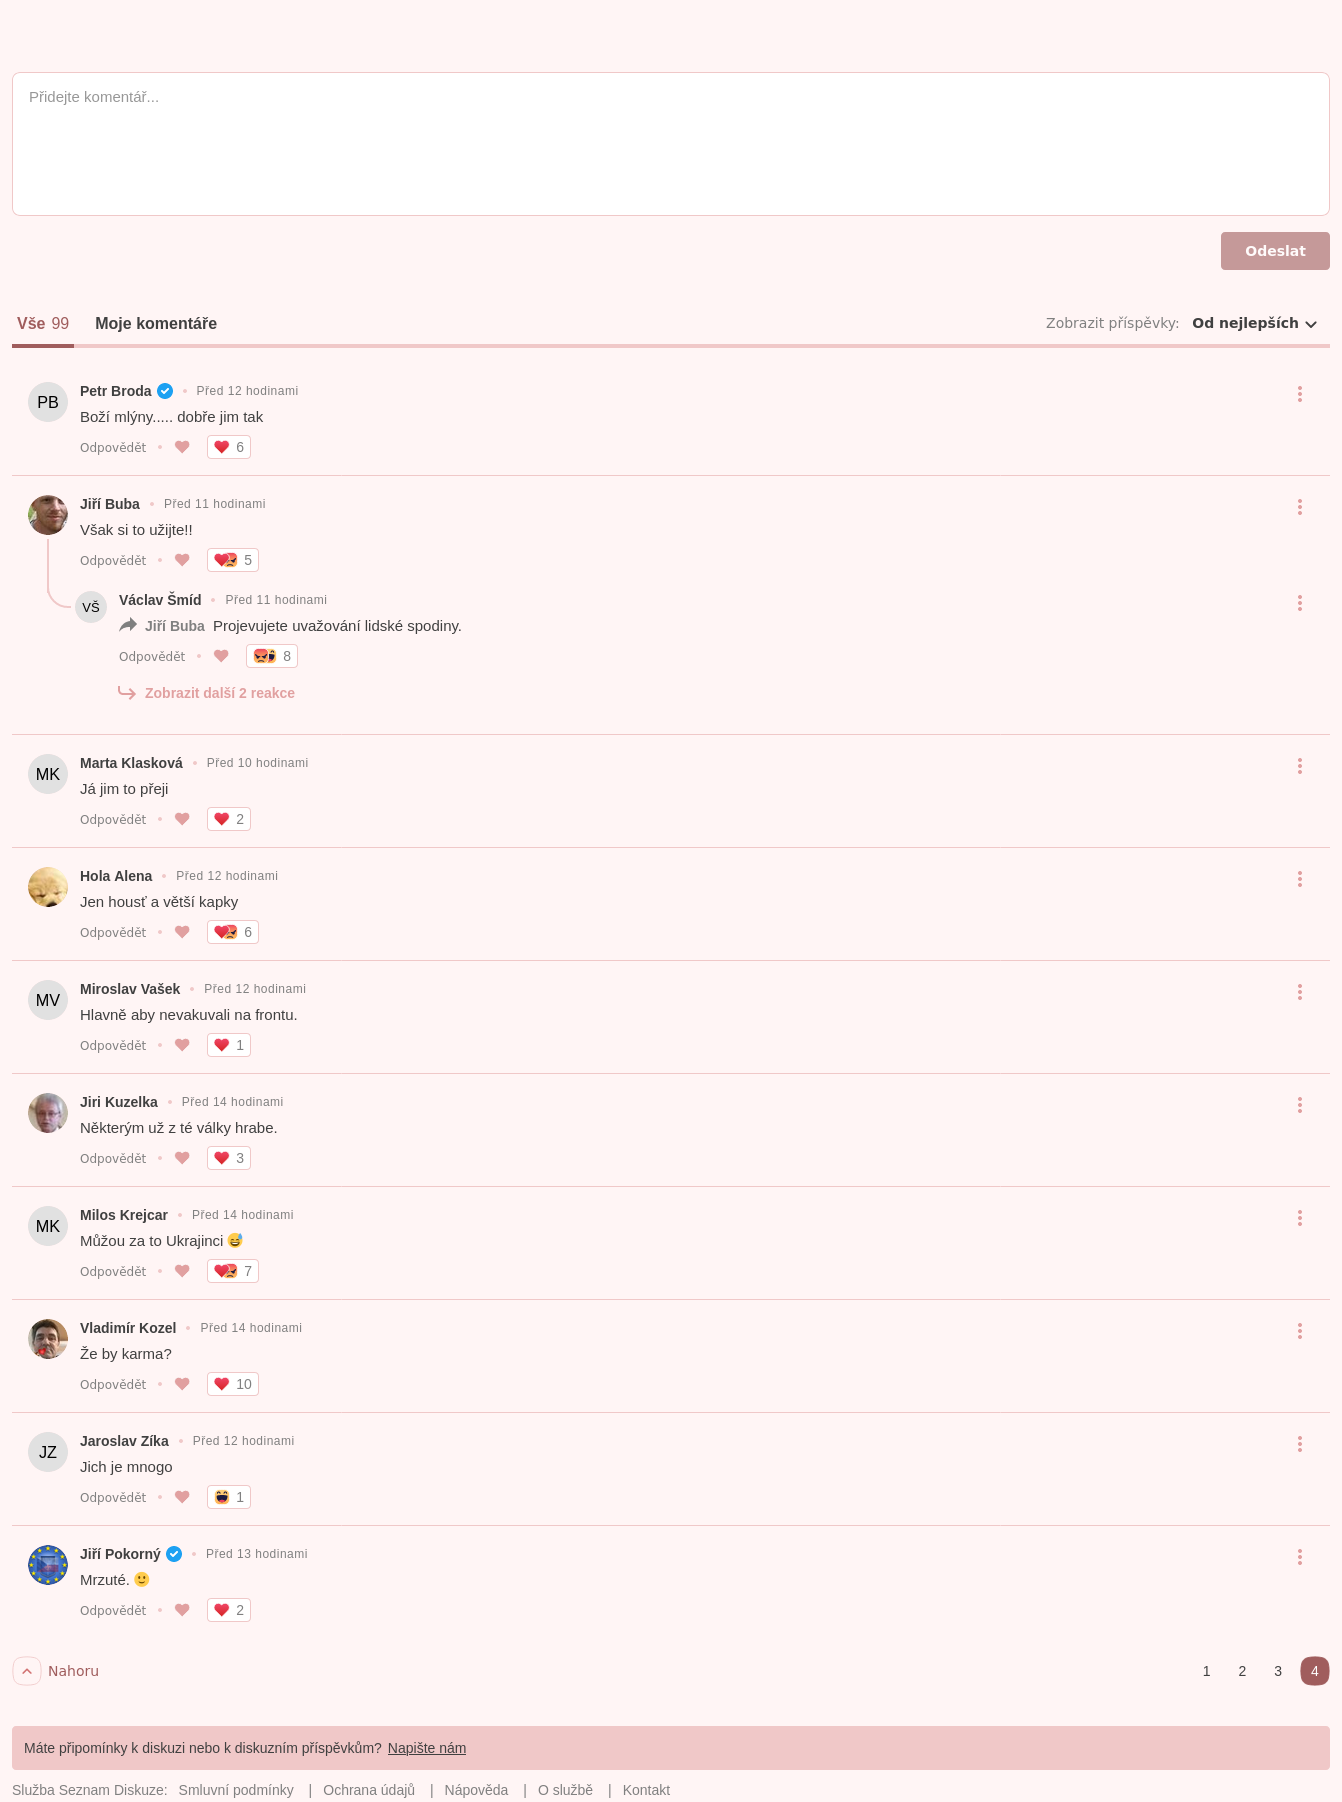 Přidejte komentář...
Odeslat
Vše 99 Moje komentáře Zobrazit příspěvky: Od nejlepších
PB Petr Broda • Před 12 hodinami
Boží mlýny..... dobře jim tak
Odpovědět • 6
Jiří Buba • Před 11 hodinami
Však si to užijte!!
Odpovědět • 5
VŠ Václav Šmíd • Před 11 hodinami
Jiří Buba Projevujete uvažování lidské spodiny.
Odpovědět • 8
Zobrazit další 2 reakce
MK Marta Klasková • Před 10 hodinami
Já jim to přeji
Odpovědět • 2
Hola Alena • Před 12 hodinami
Jen housť a větší kapky
Odpovědět • 6
MV Miroslav Vašek • Před 12 hodinami
Hlavně aby nevakuvali na frontu.
Odpovědět • 1
Jiri Kuzelka • Před 14 hodinami
Některým už z té války hrabe.
Odpovědět • 3
MK Milos Krejcar • Před 14 hodinami
Můžou za to Ukrajinci 😅
Odpovědět • 7
Vladimír Kozel • Před 14 hodinami
Že by karma?
Odpovědět • 10
JZ Jaroslav Zíka • Před 12 hodinami
Jich je mnogo
Odpovědět • 1
Jiří Pokorný • Před 13 hodinami
Mrzuté. 🙂
Odpovědět • 2
Nahoru 1 2 3 4
Máte připomínky k diskuzi nebo k diskuzním příspěvkům? Napište nám
Služba Seznam Diskuze: Smluvní podmínky | Ochrana údajů | Nápověda | O službě | Kontakt